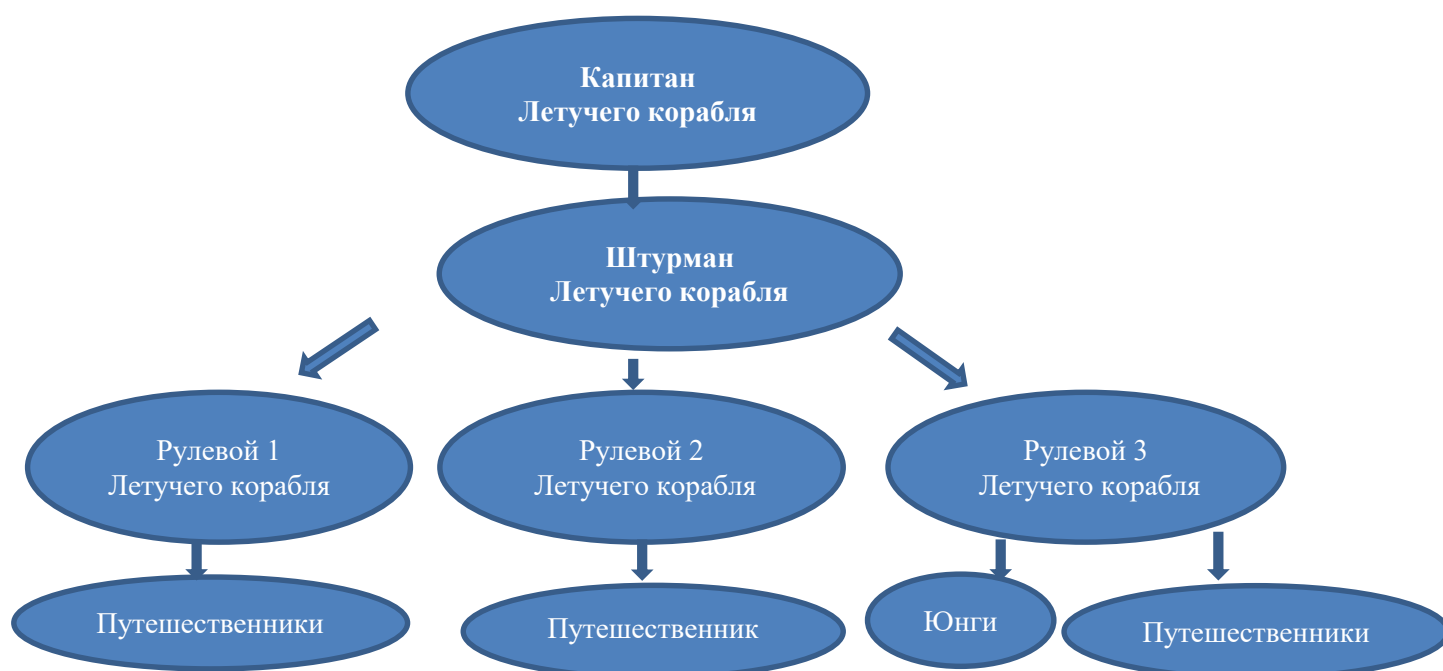 Капитан
Летучего корабля
Штурман
Летучего корабля
Рулевой 1
Летучего корабля
Рулевой 2
Летучего корабля
Рулевой 3
Летучего корабля
Путешественники
Путешественник
Юнги
Путешественники